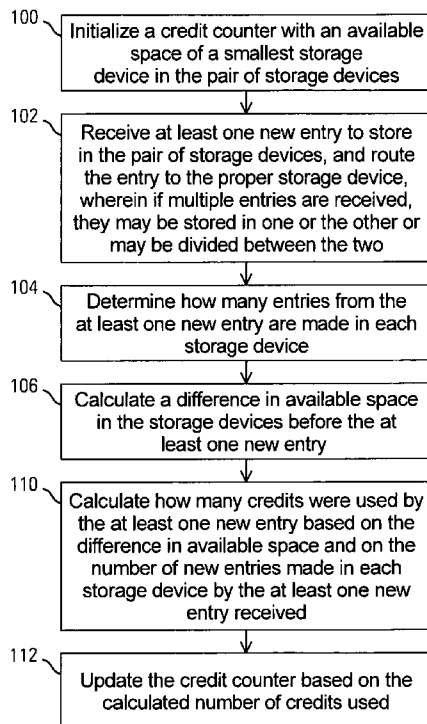 100
Initialize a credit counter with an available
space of a smallest storage
device in the pair of storage devices
102
Receive at least one new entry to store
in the pair of storage devices, and route
the entry to the proper storage device,
wherein if multiple entries are received,
they may be stored in one or the other or
may be divided between the two
104
Determine how many entries from the
at least one new entry are made in each
storage device
106
Calculate a difference in available space
in the storage devices before the at
least one new entry
110
Calculate how many credits were used by
the at least one new entry based on the
difference in available space and on the
number of new entries made in each
storage device by the at least one new
entry received
112
Update the credit counter based on the
calculated number of credits used